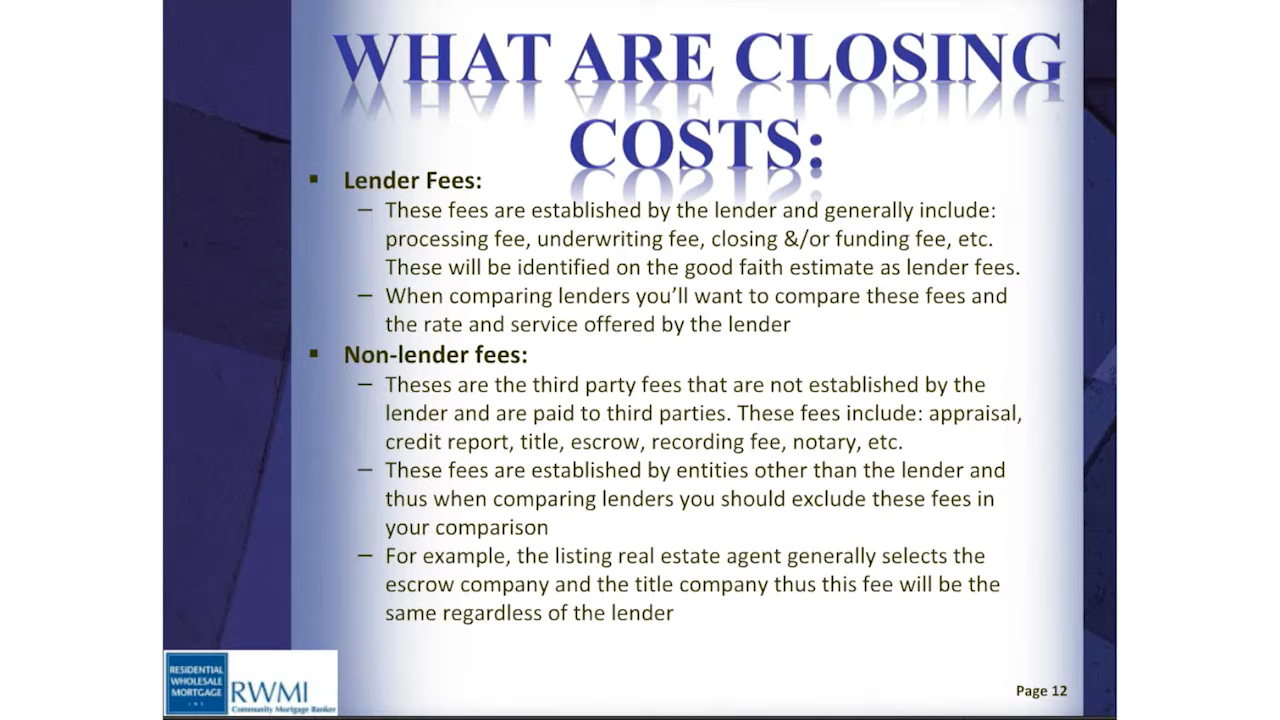 WHAT ARE CLOSING
COSTS:
▪ Lender Fees:
– These fees are established by the lender and generally include:
processing fee, underwriting fee, closing &/or funding fee, etc.
These will be identified on the good faith estimate as lender fees.
– When comparing lenders you’ll want to compare these fees and
the rate and service offered by the lender
▪ Non-lender fees:
– Theses are the third party fees that are not established by the
lender and are paid to third parties. These fees include: appraisal,
credit report, title, escrow, recording fee, notary, etc.
– These fees are established by entities other than the lender and
thus when comparing lenders you should exclude these fees in
your comparison
– For example, the listing real estate agent generally selects the
escrow company and the title company thus this fee will be the
same regardless of the lender
RESIDENTIAL
WHOLESALE
MORTGAGE
INC
RWMI
Community Mortgage Banker
Page 12